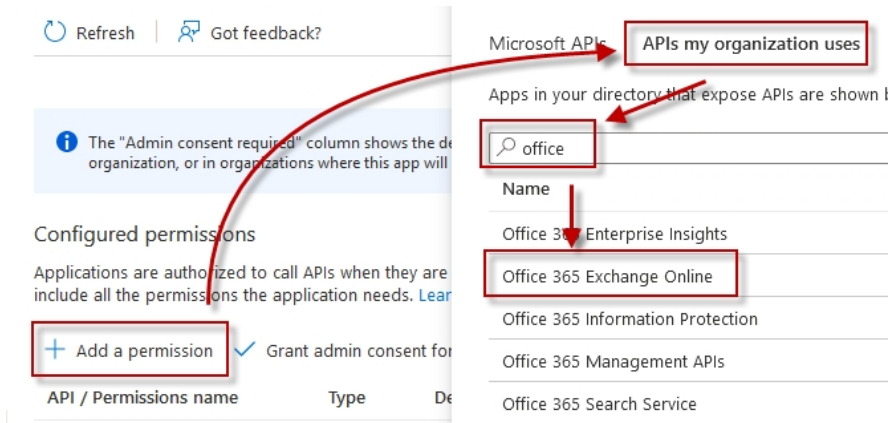 Refresh
Got feedback?
The "Admin consent required" column shows the de
organization, or in organizations where this app will
Configured permissions
Applications are authorized to call APIs when they are
include all the permissions the application needs. Lear
Add a permission
Grant admin consent for
API / Permissions name
Type
De
Microsoft APIs
APIs my organization uses
Apps in your directory that expose APIs are shown b
office
Name
Office 365 Enterprise Insights
Office 365 Exchange Online
Office 365 Information Protection
Office 365 Management APIs
Office 365 Search Service